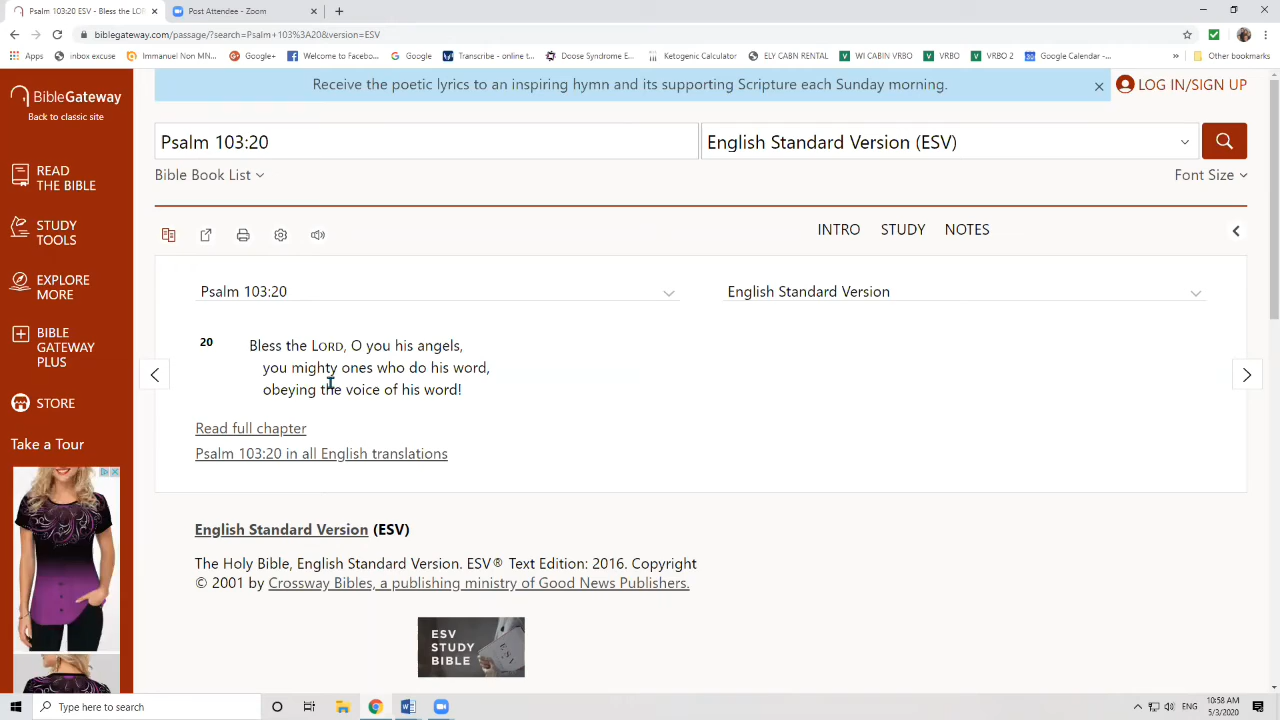 Psalm 103:20 ESV - Bless the LOR
Post Attendee - Zoom
biblegateway.com/passage/?search=Psalm+103%3A20&version=ESV
Apps
inbox excuse
Immanuel Non MN...
Google+
Welcome to Facebo...
Google
Transcribe - online t...
Doose Syndrome E...
Ketogenic Calculator
ELY CABN RENTAL
WI CABIN VRBO
VRBO
VRBO 2
Google Calendar -...
Other bookmarks
Receive the poetic lyrics to an inspiring hymn and its supporting Scripture each Sunday morning.
LOG IN/SIGN UP
BibleGateway
Back to classic site
Psalm 103:20
English Standard Version (ESV)
Bible Book List
Font Size
READ
THE BIBLE
STUDY
TOOLS
EXPLORE
MORE
BIBLE
GATEWAY
PLUS
STORE
Take a Tour
INTRO STUDY NOTES
Psalm 103:20
English Standard Version
20 Bless the LORD, O you his angels,
you mighty ones who do his word,
obeying the voice of his word!
Read full chapter
Psalm 103:20 in all English translations
English Standard Version (ESV)
The Holy Bible, English Standard Version. ESV® Text Edition: 2016. Copyright
© 2001 by Crossway Bibles, a publishing ministry of Good News Publishers.
ESV
STUDY
BIBLE
Type here to search
ENG
10:58 AM
5/3/2020